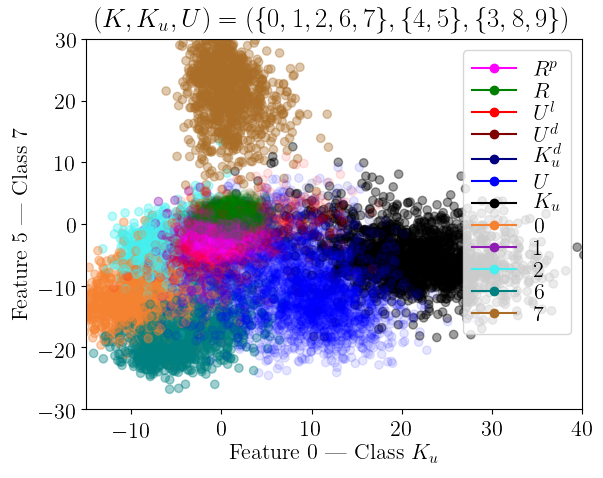 (K, K_u, U) = ({0, 1, 2, 6, 7}, {4, 5}, {3, 8, 9})
30
20
10
0
−10
−20
−30
Feature 5 — Class 7
R^p
R
U^l
U^d
K_u^d
U
K_u
0
1
2
6
7
−10
0
10
20
30
40
Feature 0 — Class K_u